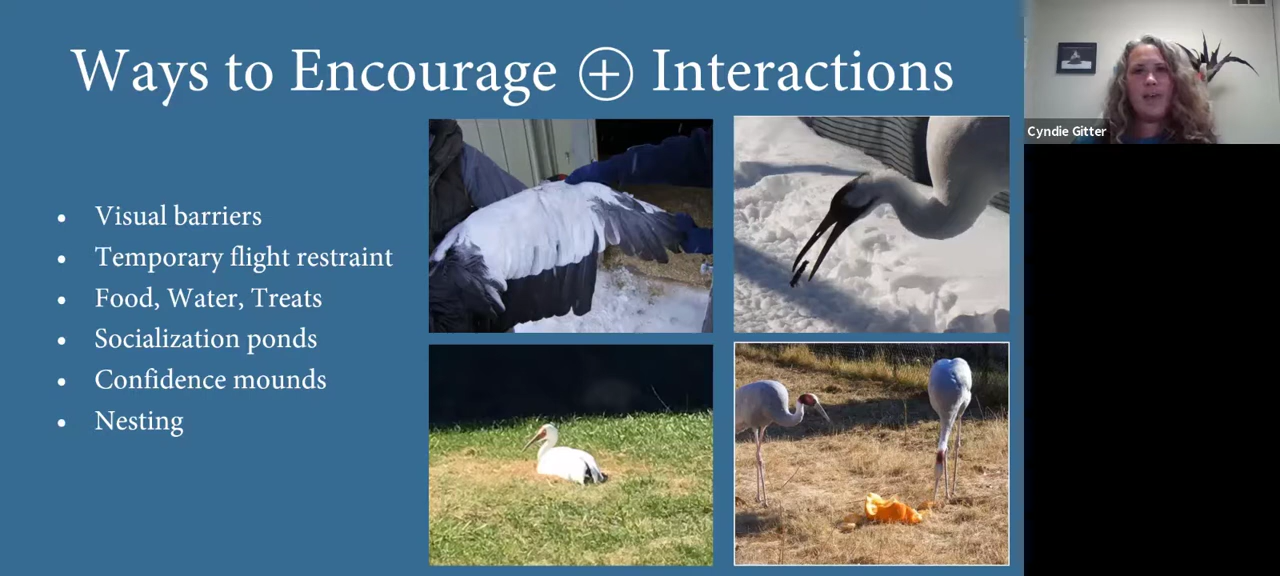 Ways to Encourage + Interactions
• Visual barriers
• Temporary flight restraint
• Food, Water, Treats
• Socialization ponds
• Confidence mounds
• Nesting
Cyndie Gitter